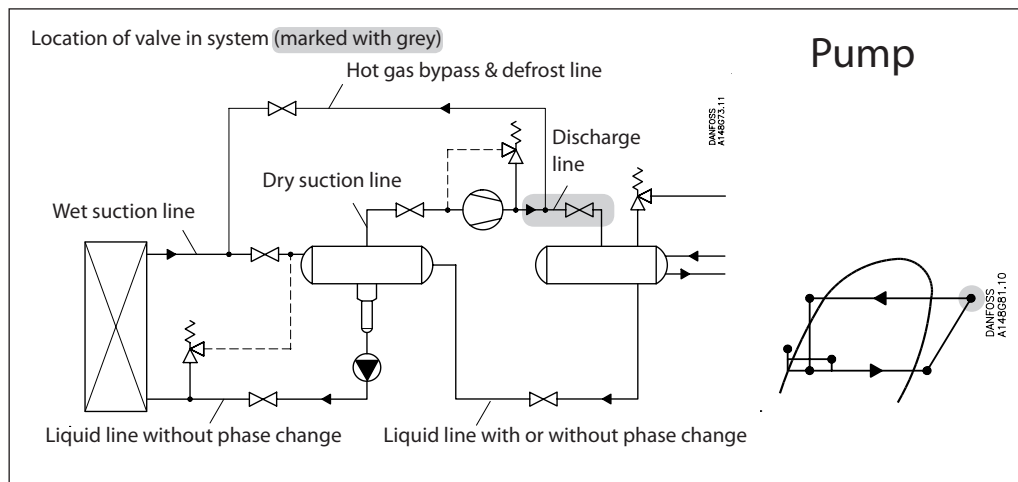 Location of valve in system (marked with grey)
Pump
Hot gas bypass & defrost line
DANFOSS
A148G73.11
Discharge
line
Dry suction line
Wet suction line
DANFOSS
A148G81.10
Liquid line without phase change
Liquid line with or without phase change